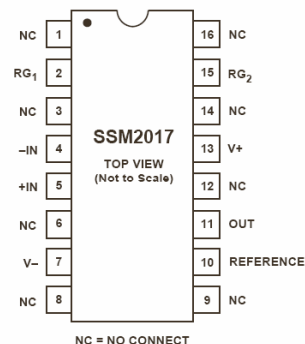 NC 1 16 NC
RG1 2 15 RG2
NC 3 14 NC
SSM2017
–IN 4 13 V+
TOP VIEW
(Not to Scale)
+IN 5 12 NC
NC 6 11 OUT
V– 7 10 REFERENCE
NC 8 9 NC
NC = NO CONNECT